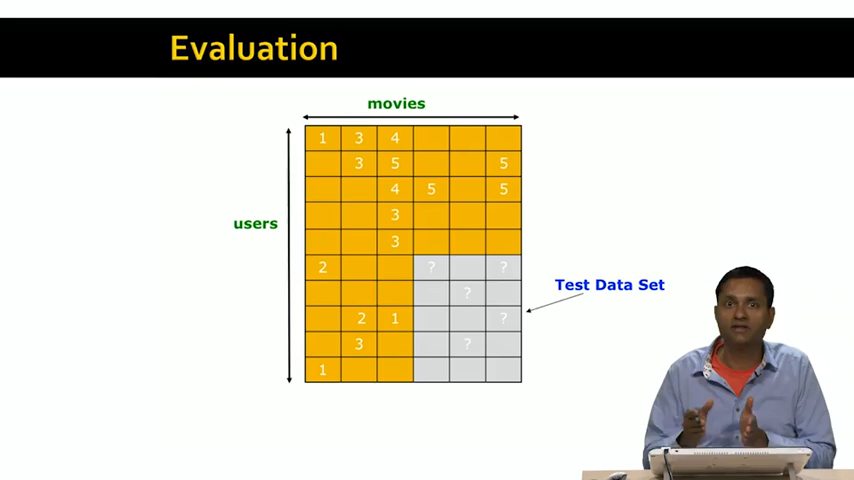 Evaluation
movies
1 3 4
3 5 5
4 5 5
users
3
3
2 ? ?
?
Test Data Set
2 1 ?
3 ?
1